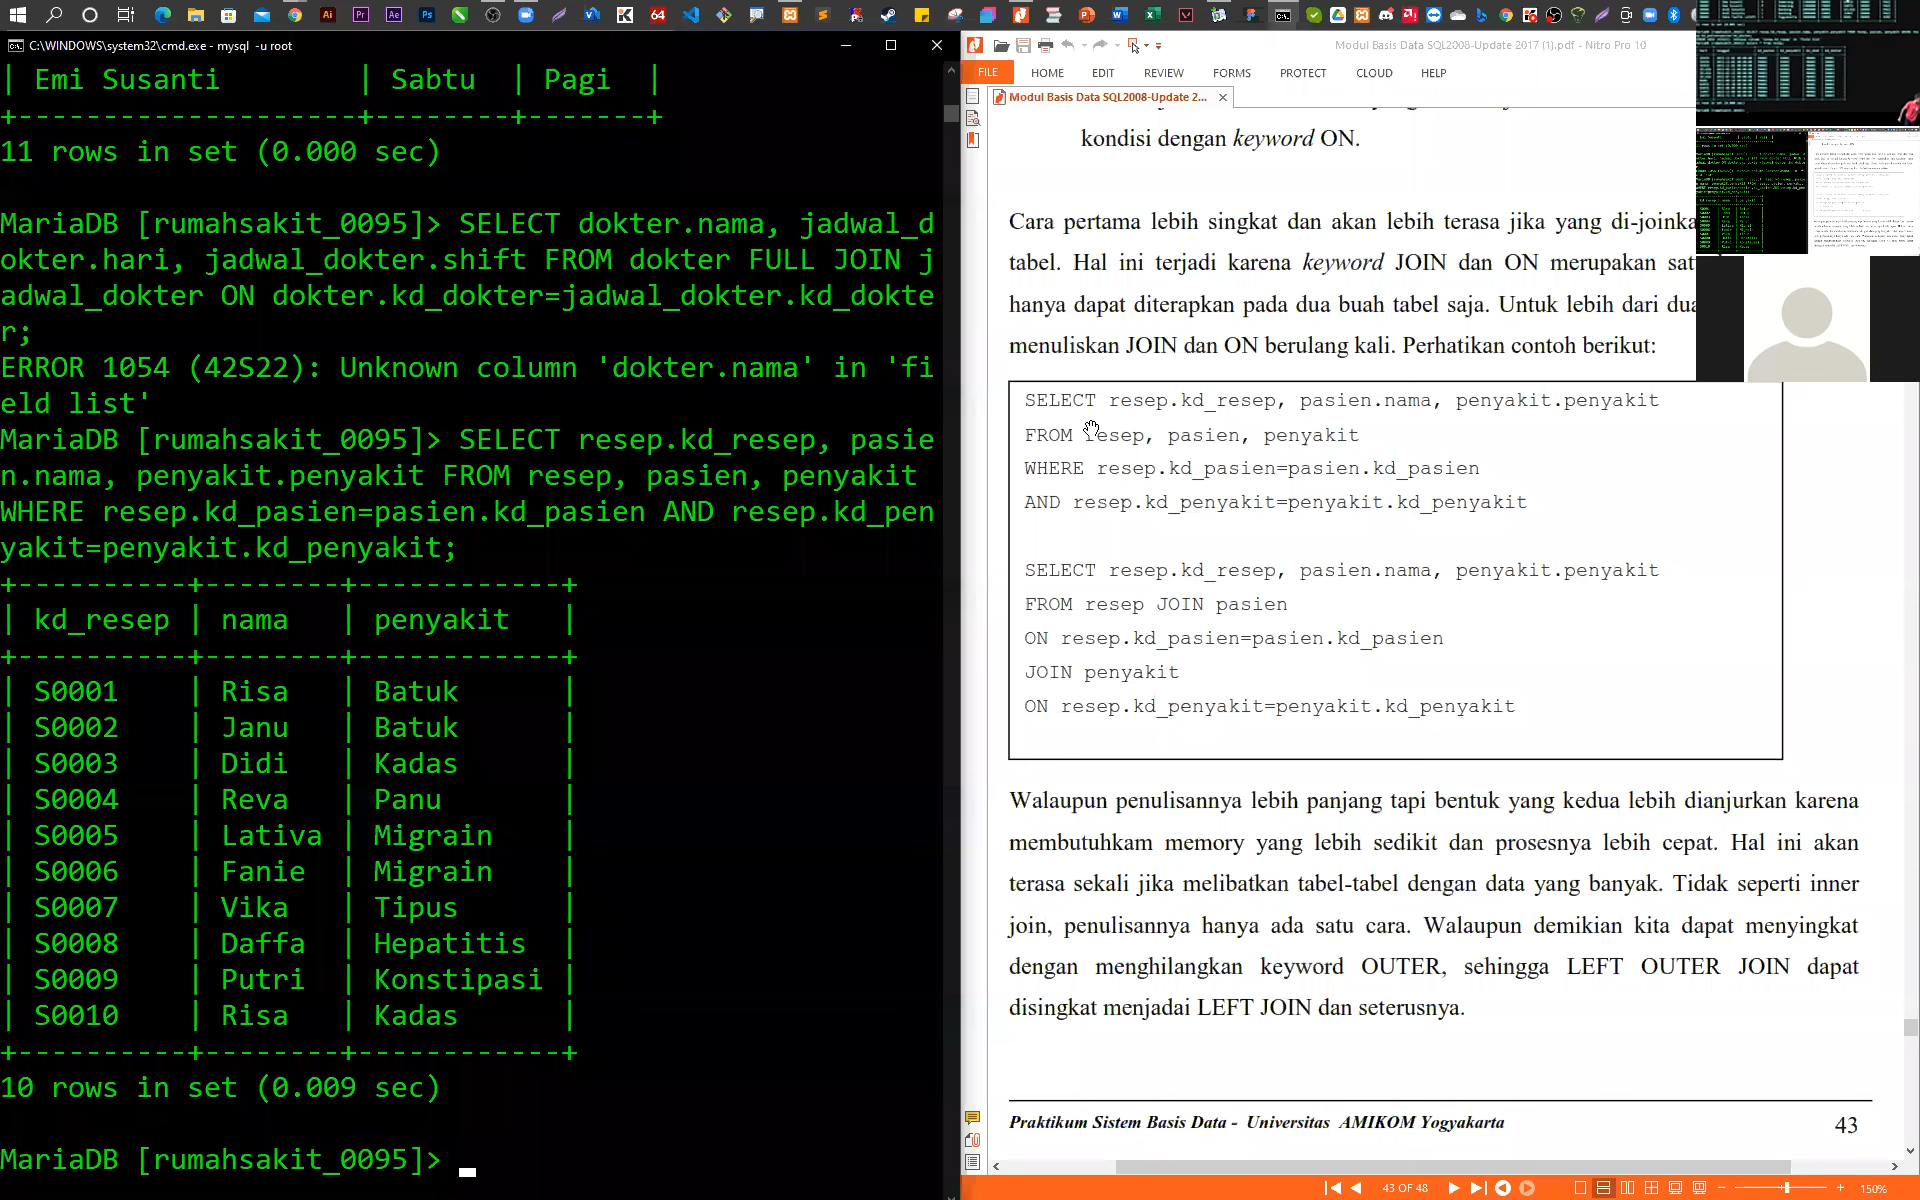 C:\WINDOWS\system32\cmd.exe - mysql -u root
| Emi Susanti | Sabtu | Pagi |
+--------------------+--------+-------+
11 rows in set (0.000 sec)
MariaDB [rumahsakit_0095]> SELECT dokter.nama, jadwal_d
okter.hari, jadwal_dokter.shift FROM dokter FULL JOIN j
adwal_dokter ON dokter.kd_dokter=jadwal_dokter.kd_dokte
r;
ERROR 1054 (42S22): Unknown column 'dokter.nama' in 'fi
eld list'
MariaDB [rumahsakit_0095]> SELECT resep.kd_resep, pasie
n.nama, penyakit.penyakit FROM resep, pasien, penyakit
WHERE resep.kd_pasien=pasien.kd_pasien AND resep.kd_pen
yakit=penyakit.kd_penyakit;
+----------+--------+------------+
| kd_resep | nama | penyakit |
+----------+--------+------------+
| S0001 | Risa | Batuk |
| S0002 | Janu | Batuk |
| S0003 | Didi | Kadas |
| S0004 | Reva | Panu |
| S0005 | Lativa | Migrain |
| S0006 | Fanie | Migrain |
| S0007 | Vika | Tipus |
| S0008 | Daffa | Hepatitis |
| S0009 | Putri | Konstipasi |
| S0010 | Risa | Kadas |
+----------+--------+------------+
10 rows in set (0.009 sec)
MariaDB [rumahsakit_0095]>
Modul Basis Data SQL2008-Update 2017 (1).pdf - Nitro Pro 10
FILE HOME EDIT REVIEW FORMS PROTECT CLOUD HELP
Modul Basis Data SQL2008-Update 2...
kondisi dengan keyword ON.
Cara pertama lebih singkat dan akan lebih terasa jika yang di-joinka
tabel. Hal ini terjadi karena keyword JOIN dan ON merupakan sat
hanya dapat diterapkan pada dua buah tabel saja. Untuk lebih dari dua
menuliskan JOIN dan ON berulang kali. Perhatikan contoh berikut:
SELECT resep.kd_resep, pasien.nama, penyakit.penyakit
FROM resep, pasien, penyakit
WHERE resep.kd_pasien=pasien.kd_pasien
AND resep.kd_penyakit=penyakit.kd_penyakit
SELECT resep.kd_resep, pasien.nama, penyakit.penyakit
FROM resep JOIN pasien
ON resep.kd_pasien=pasien.kd_pasien
JOIN penyakit
ON resep.kd_penyakit=penyakit.kd_penyakit
Walaupun penulisannya lebih panjang tapi bentuk yang kedua lebih dianjurkan karena
membutuhkam memory yang lebih sedikit dan prosesnya lebih cepat. Hal ini akan
terasa sekali jika melibatkan tabel-tabel dengan data yang banyak. Tidak seperti inner
join, penulisannya hanya ada satu cara. Walaupun demikian kita dapat menyingkat
dengan menghilangkan keyword OUTER, sehingga LEFT OUTER JOIN dapat
disingkat menjadai LEFT JOIN dan seterusnya.
Praktikum Sistem Basis Data - Universitas AMIKOM Yogyakarta 43
43 OF 48
150%